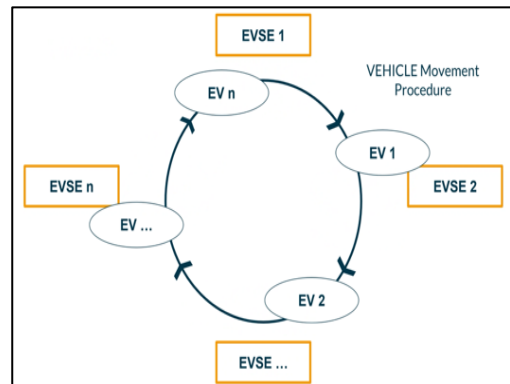 EVSE 1
VEHICLE Movement
Procedure
EV n
EV 1
EVSE n
EVSE 2
EV ...
EV 2
EVSE ...